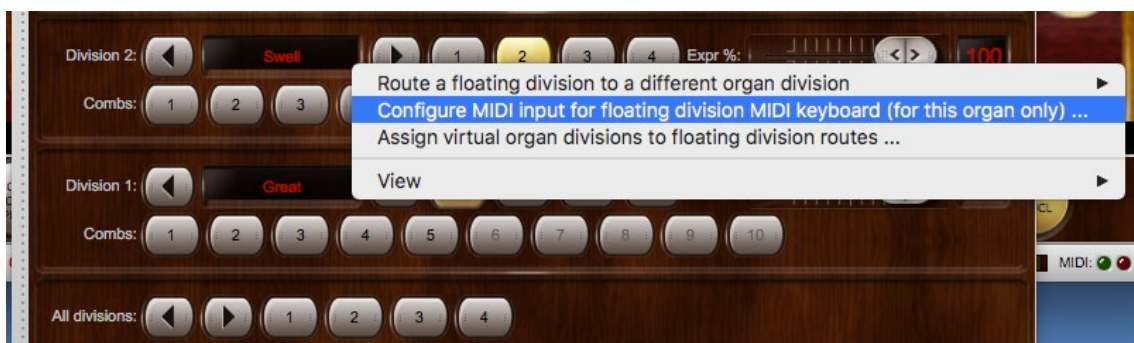 Division 2: Swell 1 2 3 4 Expr %: < > 100
Route a floating division to a different organ division
Combs: 1 2 3
Configure MIDI input for floating division MIDI keyboard (for this organ only) ...
Assign virtual organ divisions to floating division routes ...
Division 1: Great
View
Combs: 1 2 3 4 5 6 7 8 9 10
CL
MIDI:
All divisions: 1 2 3 4